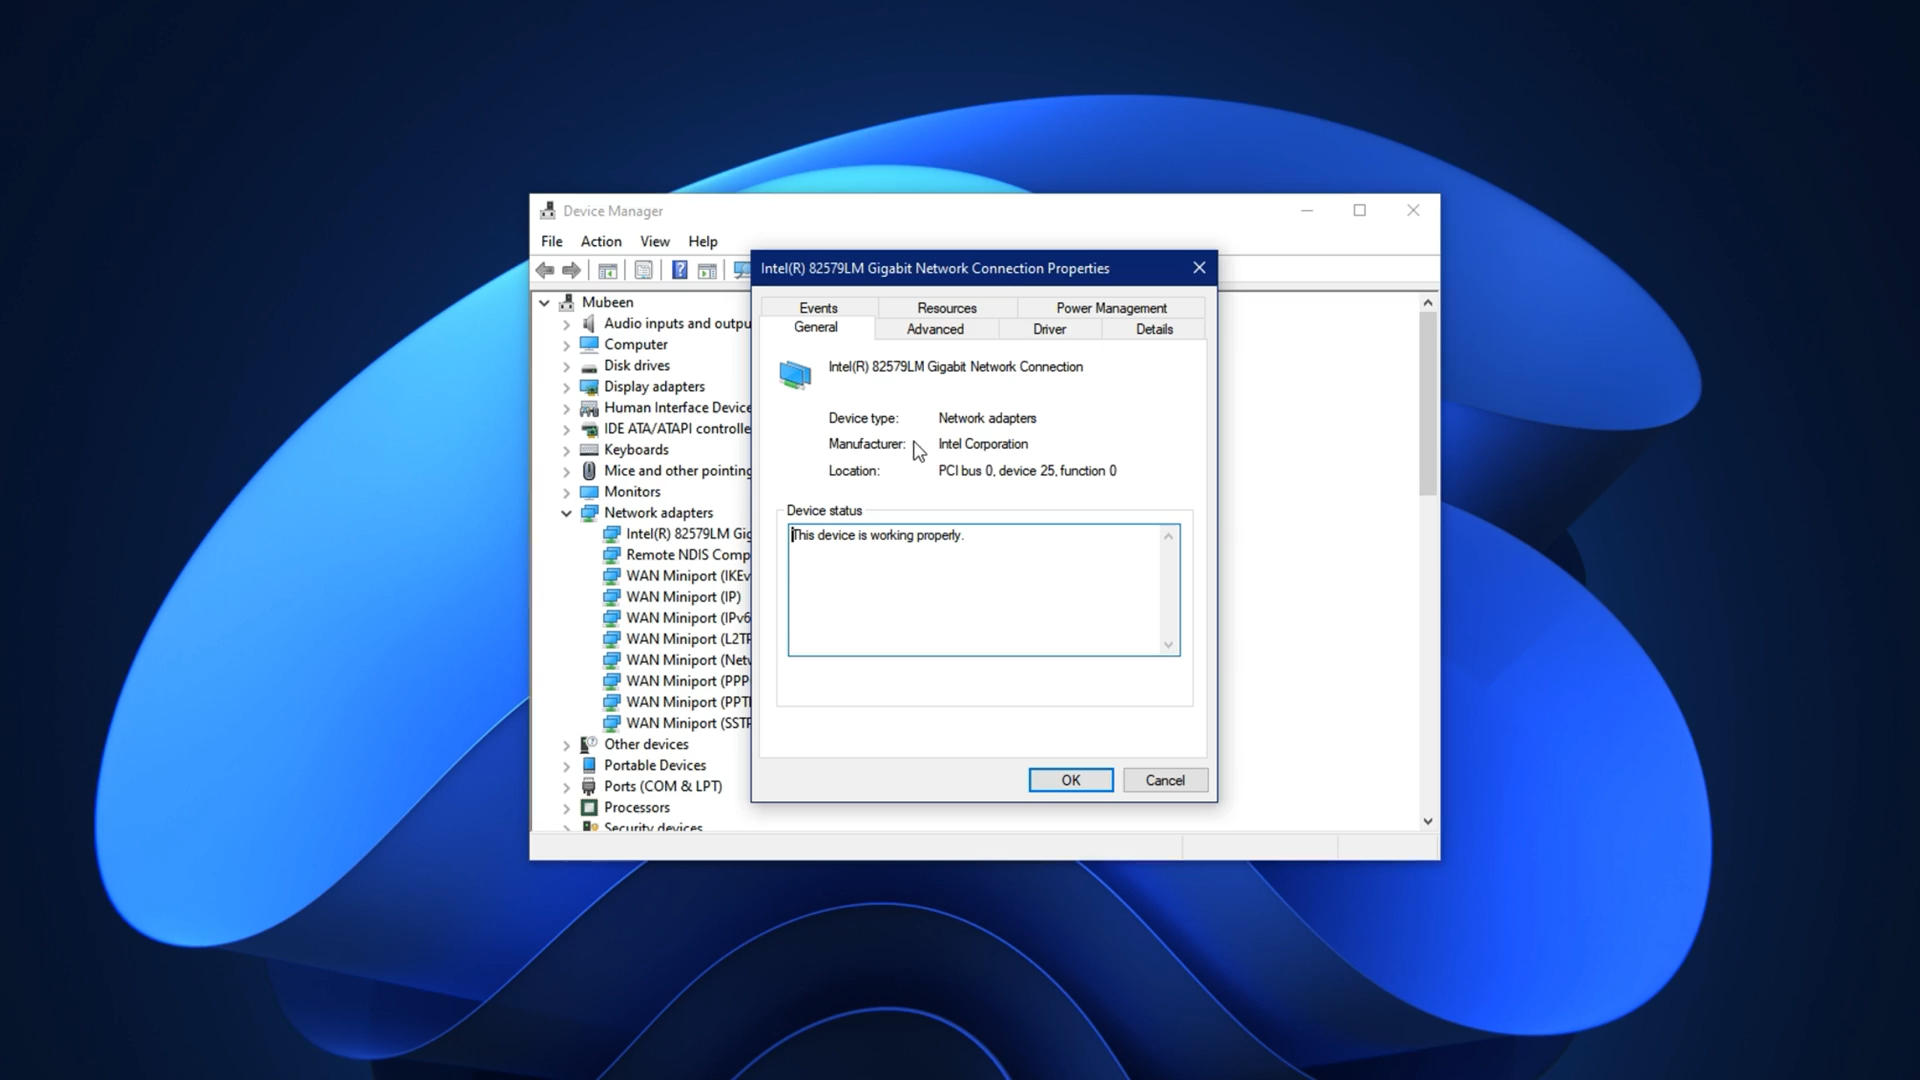 Device Manager
File Action View Help
Mubeen
Audio inputs and outpu
Computer
Disk drives
Display adapters
Human Interface Device
IDE ATA/ATAPI controlle
Keyboards
Mice and other pointing
Monitors
Network adapters
Intel(R) 82579LM Gig
Remote NDIS Comp
WAN Miniport (IKEv
WAN Miniport (IP)
WAN Miniport (IPv6
WAN Miniport (L2TP
WAN Miniport (Netw
WAN Miniport (PPP
WAN Miniport (PPTI
WAN Miniport (SSTP
Other devices
Portable Devices
Ports (COM & LPT)
Processors
Security devices
Intel(R) 82579LM Gigabit Network Connection Properties
Events Resources Power Management
General Advanced Driver Details
Intel(R) 82579LM Gigabit Network Connection
Device type: Network adapters
Manufacturer: Intel Corporation
Location: PCI bus 0, device 25, function 0
Device status
This device is working properly.
OK Cancel